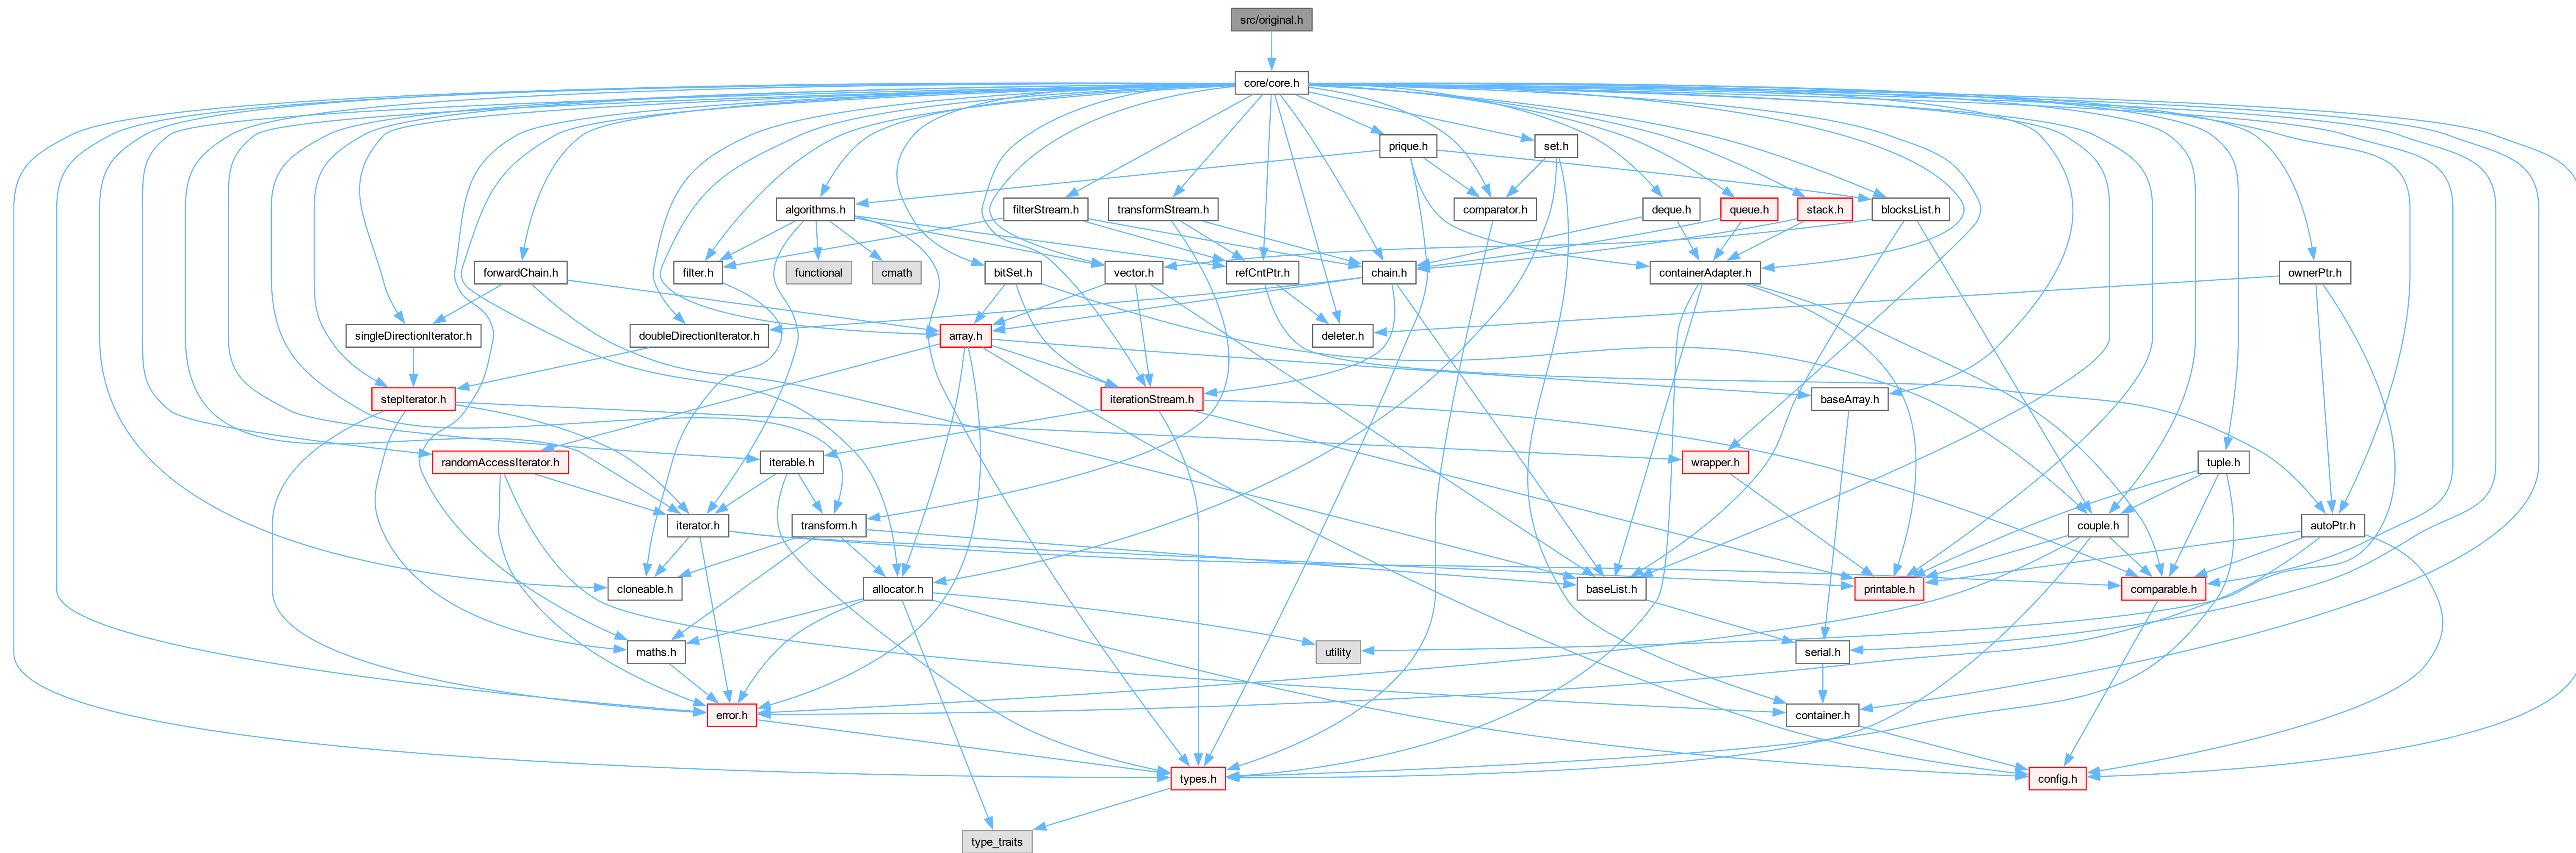 src/original.h
core/core.h
prique.h
set.h
algorithms.h
filterStream.h
transformStream.h
comparator.h
deque.h
queue.h
stack.h
blocksList.h
forwardChain.h
filter.h
functional
cmath
bitSet.h
vector.h
refCntPtr.h
chain.h
containerAdapter.h
ownerPtr.h
singleDirectionIterator.h
doubleDirectionIterator.h
array.h
deleter.h
stepIterator.h
iterationStream.h
baseArray.h
randomAccessIterator.h
iterable.h
wrapper.h
tuple.h
iterator.h
transform.h
couple.h
autoPtr.h
cloneable.h
allocator.h
baseList.h
printable.h
comparable.h
maths.h
utility
serial.h
error.h
container.h
types.h
config.h
type_traits